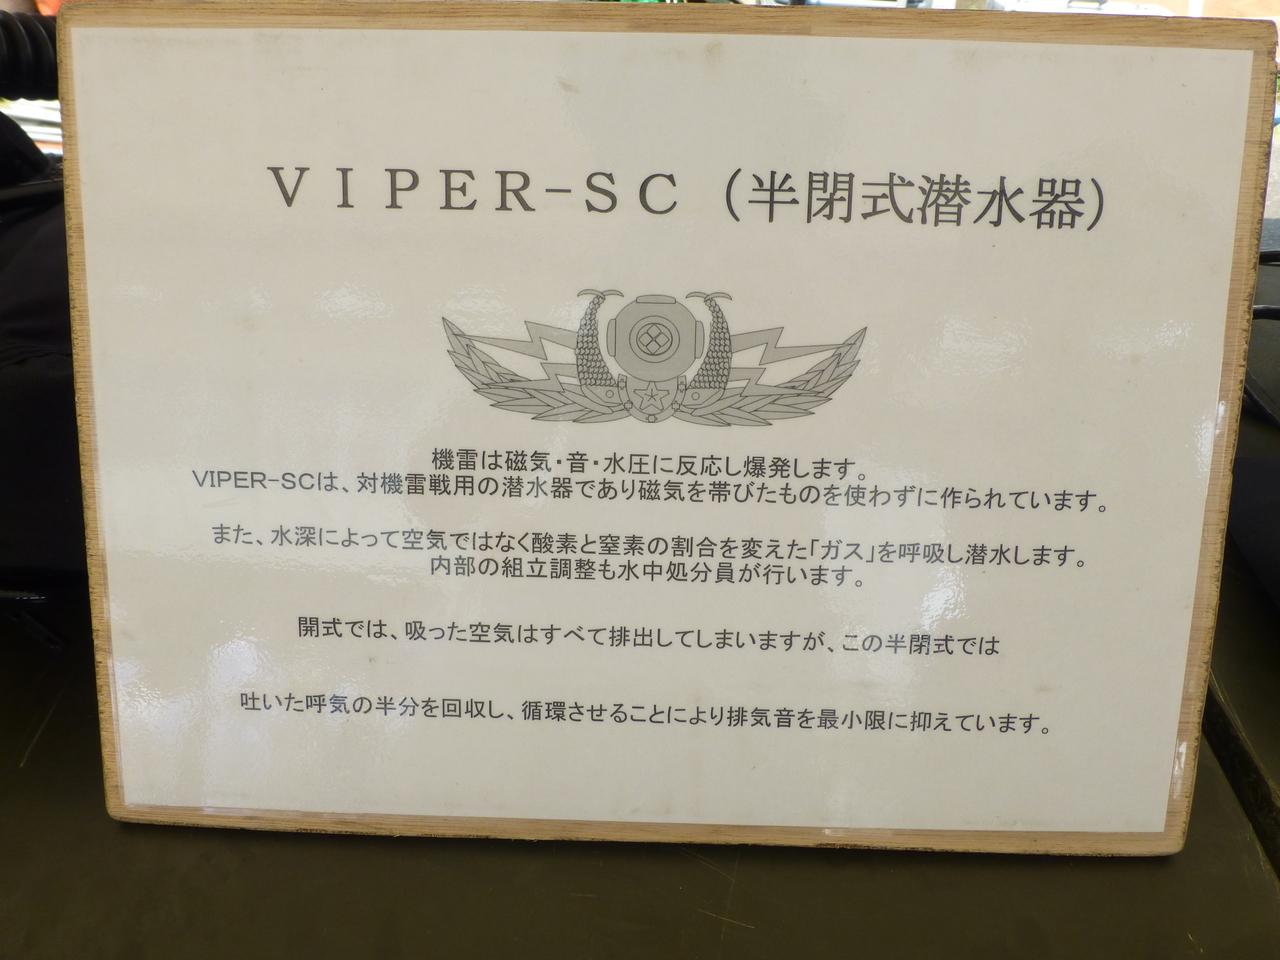 VIPER-SC（半閉式潜水器）
機雷は磁気・音・水圧に反応し爆発します。
VIPER-SCは、対機雷戦用の潜水器であり磁気を帯びたものを使わずに作られています。
また、水深によって空気ではなく酸素と窒素の割合を変えた「ガス」を呼吸し潜水します。
内部の組立調整も水中処分員が行います。
開式では、吸った空気はすべて排出してしまいますが、この半閉式では
吐いた呼気の半分を回収し、循環させることにより排気音を最小限に抑えています。